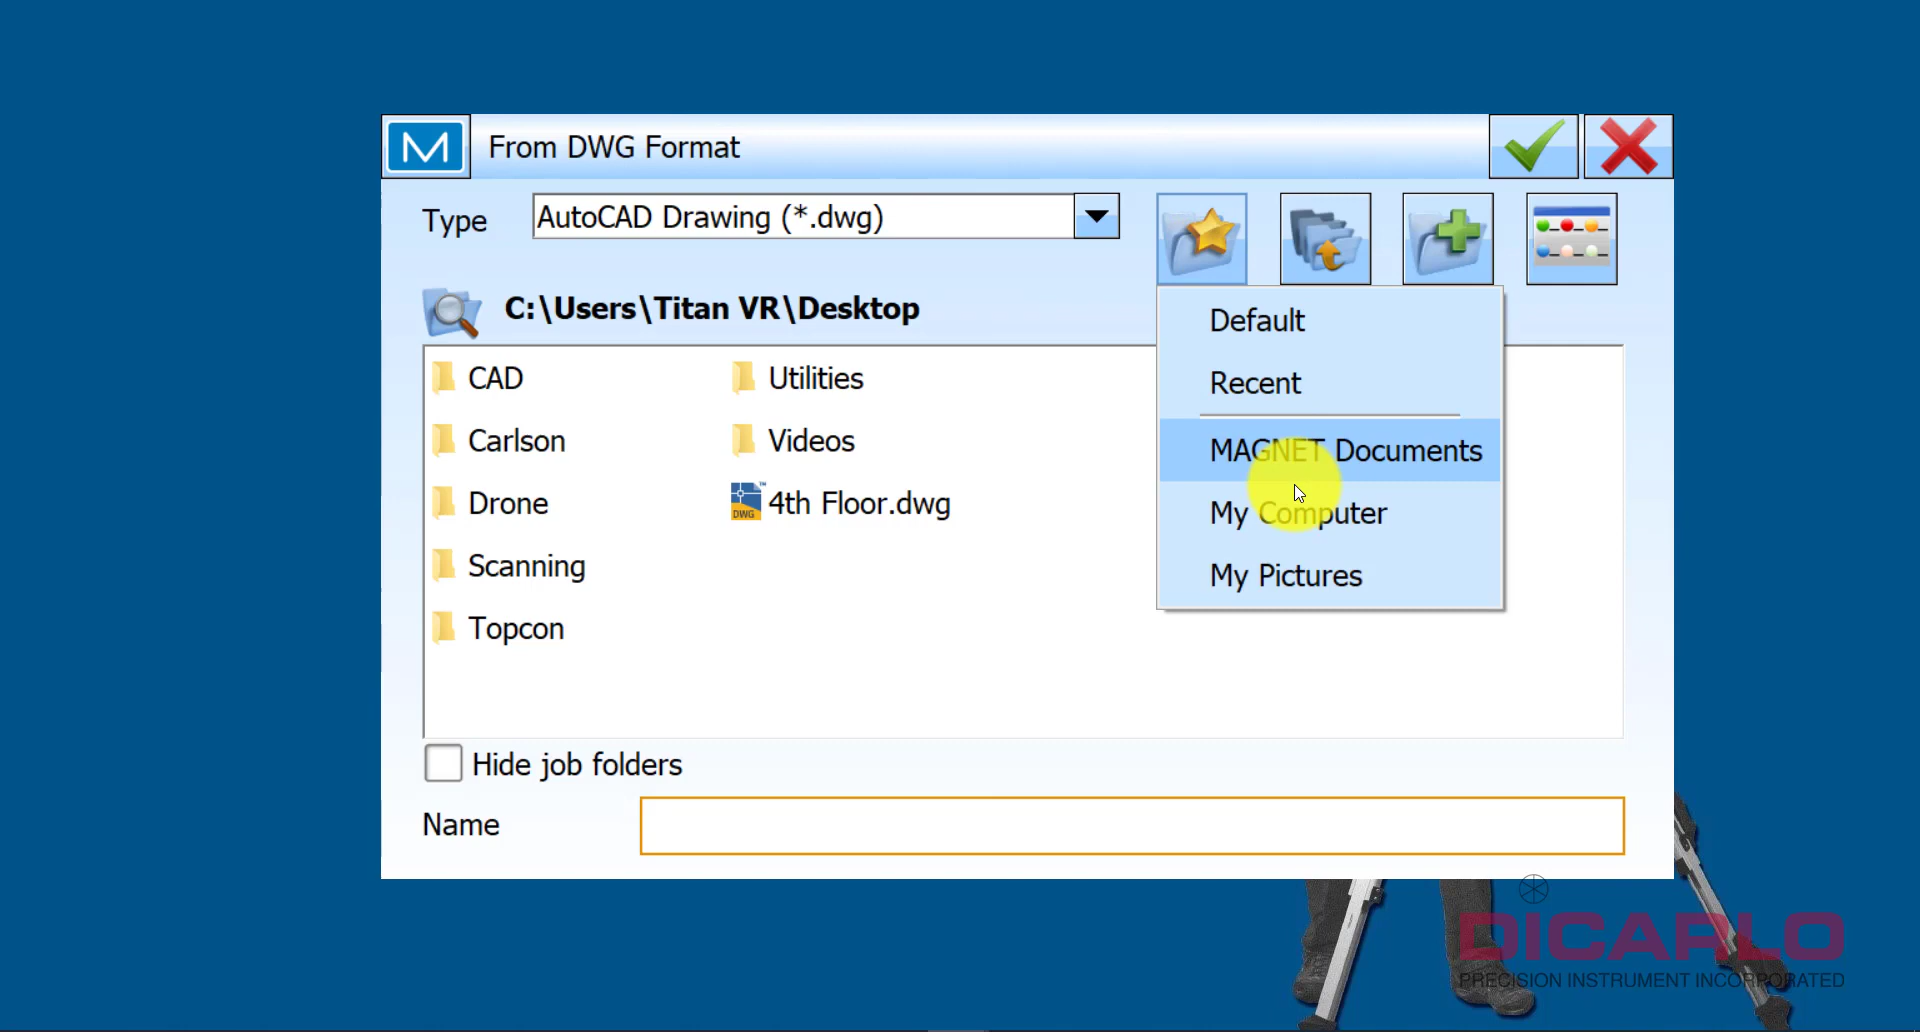 From DWG Format
Type
AutoCAD Drawing (*.dwg)
C:\Users\Titan VR\Desktop
CAD
Carlson
Drone
Scanning
Topcon
Utilities
Videos
DWG
4th Floor.dwg
Default
Recent
MAGNET Documents
My Computer
My Pictures
Hide job folders
Name
DICARLO
PRECISION INSTRUMENT INCORPORATED